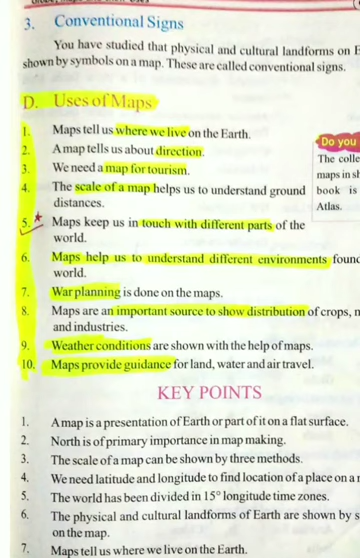 3. Conventional Signs
You have studied that physical and cultural landforms on
shown by symbols on a map. These are called conventional signs.
D. Uses of Maps
1. Maps tell us where we live on the Earth.
2. A map tells us about direction.
3. We need a map for tourism.
4. The scale of a map helps us to understand ground
distances.
5. Maps keep us in touch with different parts of the
world.
6. Maps help us to understand different environments found
world.
7. War planning is done on the maps.
8. Maps are an important source to show distribution of crops,
and industries.
9. Weather conditions are shown with the help of maps.
10. Maps provide guidance for land, water and air travel.
Do you
The colle
maps in sh
book is
Atlas.
KEY POINTS
1. A map is a presentation of Earth or part of it on a flat surface.
2. North is of primary importance in map making.
3. The scale of a map can be shown by three methods.
4. We need latitude and longitude to find location of a place on a
5. The world has been divided in 15° longitude time zones.
6. The physical and cultural landforms of Earth are shown by s
on the map.
7. Maps tell us where we live on the Earth.